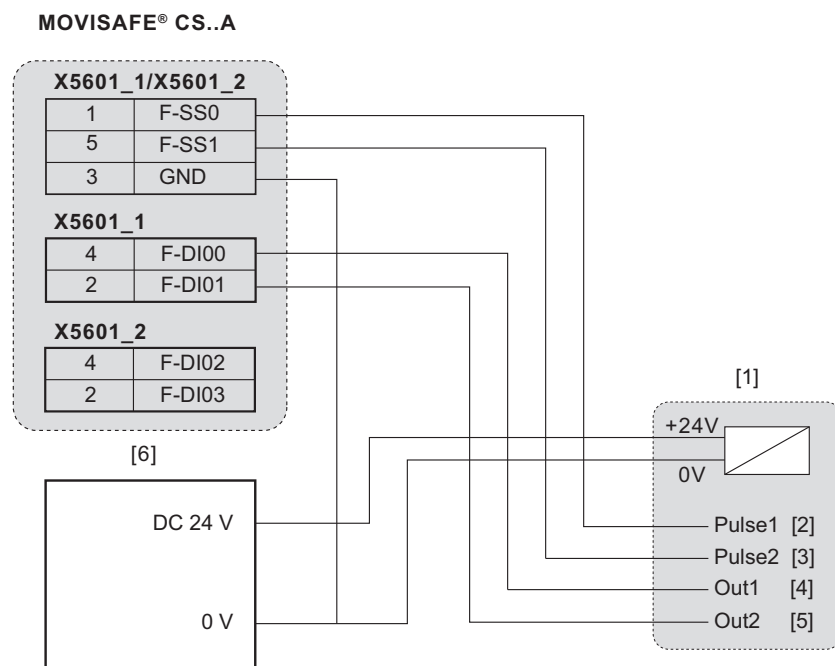 MOVISAFE® CS..A
X5601_1/X5601_2
1 F-SS0
5 F-SS1
3 GND
X5601_1
4 F-DI00
2 F-DI01
X5601_2
4 F-DI02
2 F-DI03
[1]
+24V
0V
Pulse1 [2]
Pulse2 [3]
Out1 [4]
Out2 [5]
[6]
DC 24 V
0 V